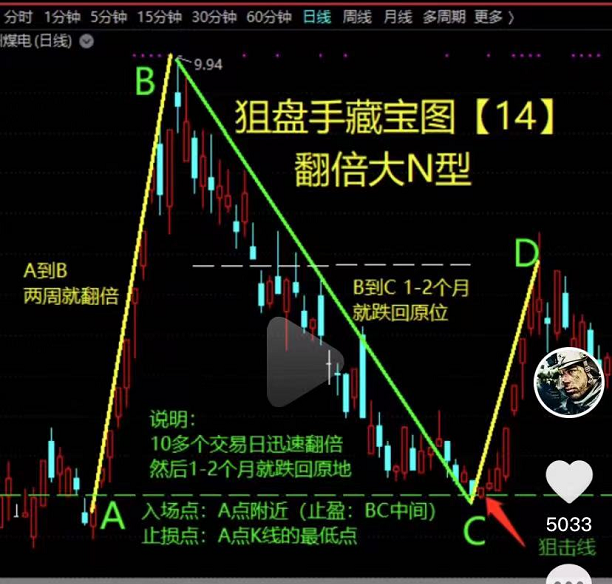 分时 1分钟 5分钟 15分钟 30分钟 60分钟 日线 周线 月线 多周期 更多 〉
煤电(日线)
B
9.94
狙盘手藏宝图【14】
翻倍大N型
D
A到B
两周就翻倍
B到C 1-2个月
就跌回原位
说明：
10多个交易日迅速翻倍
然后1-2个月就跌回原地
A
入场点：A点附近（止盈：BC中间）
止损点：A点K线的最低点
C
5033
狙击线